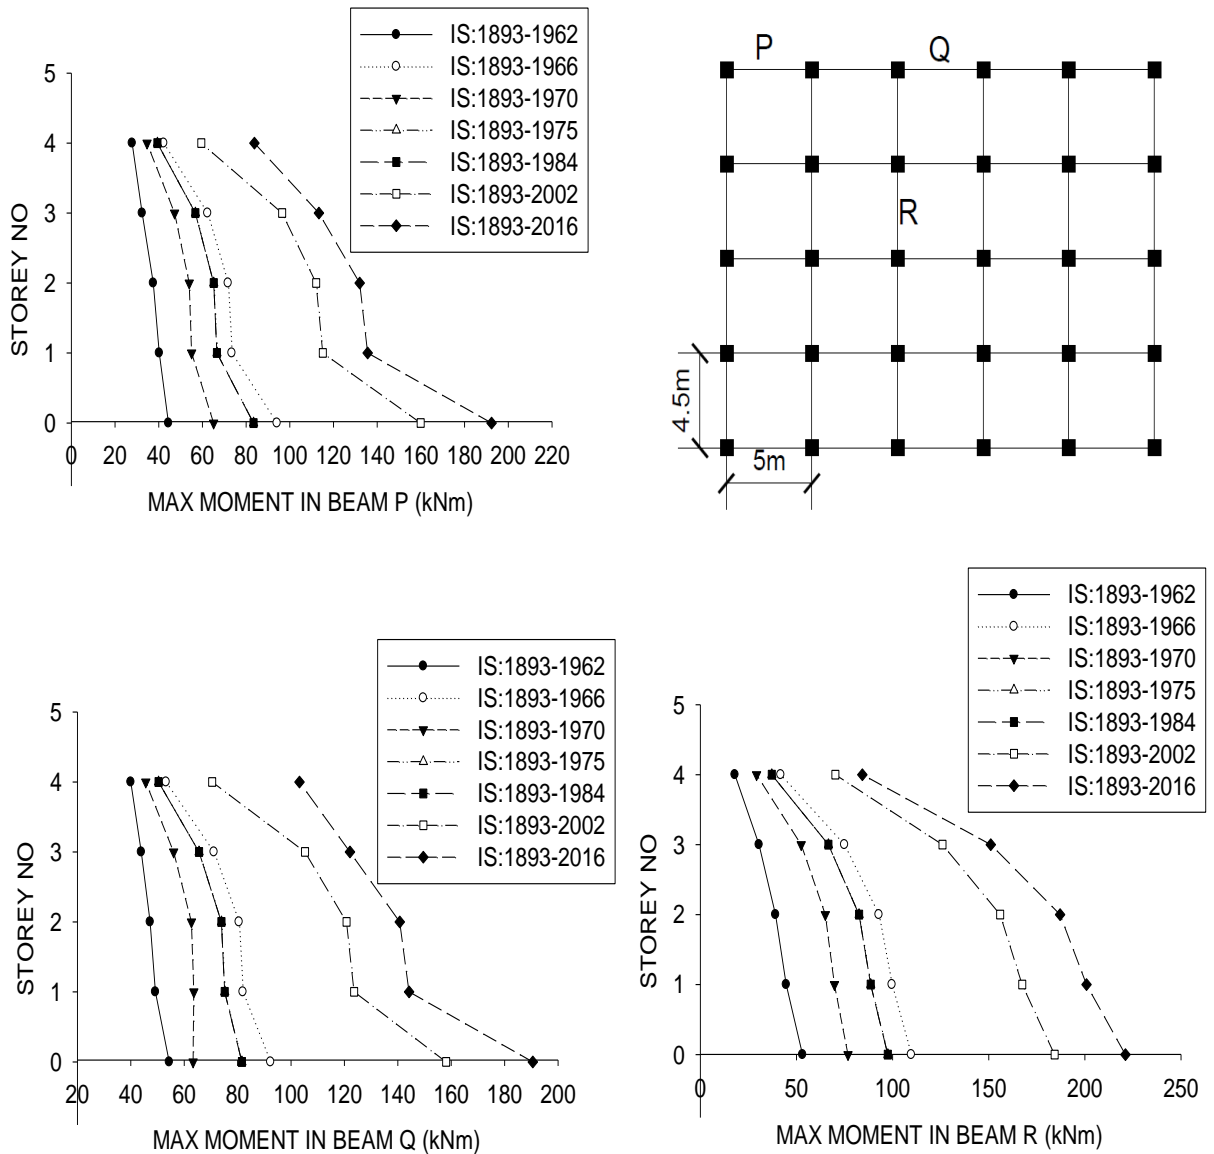 IS:1893-1962
IS:1893-1966
IS:1893-1970
IS:1893-1975
IS:1893-1984
IS:1893-2002
IS:1893-2016
5
4
3
2
1
0
STOREY NO
0 20 40 60 80 100 120 140 160 180 200 220
MAX MOMENT IN BEAM P (kNm)
P Q
R
4.5m
5m
IS:1893-1962
IS:1893-1966
IS:1893-1970
IS:1893-1975
IS:1893-1984
IS:1893-2002
IS:1893-2016
5
4
3
2
1
0
STOREY NO
20 40 60 80 100 120 140 160 180 200
MAX MOMENT IN BEAM Q (kNm)
IS:1893-1962
IS:1893-1966
IS:1893-1970
IS:1893-1975
IS:1893-1984
IS:1893-2002
IS:1893-2016
5
4
3
2
1
0
STOREY NO
0 50 100 150 200 250
MAX MOMENT IN BEAM R (kNm)